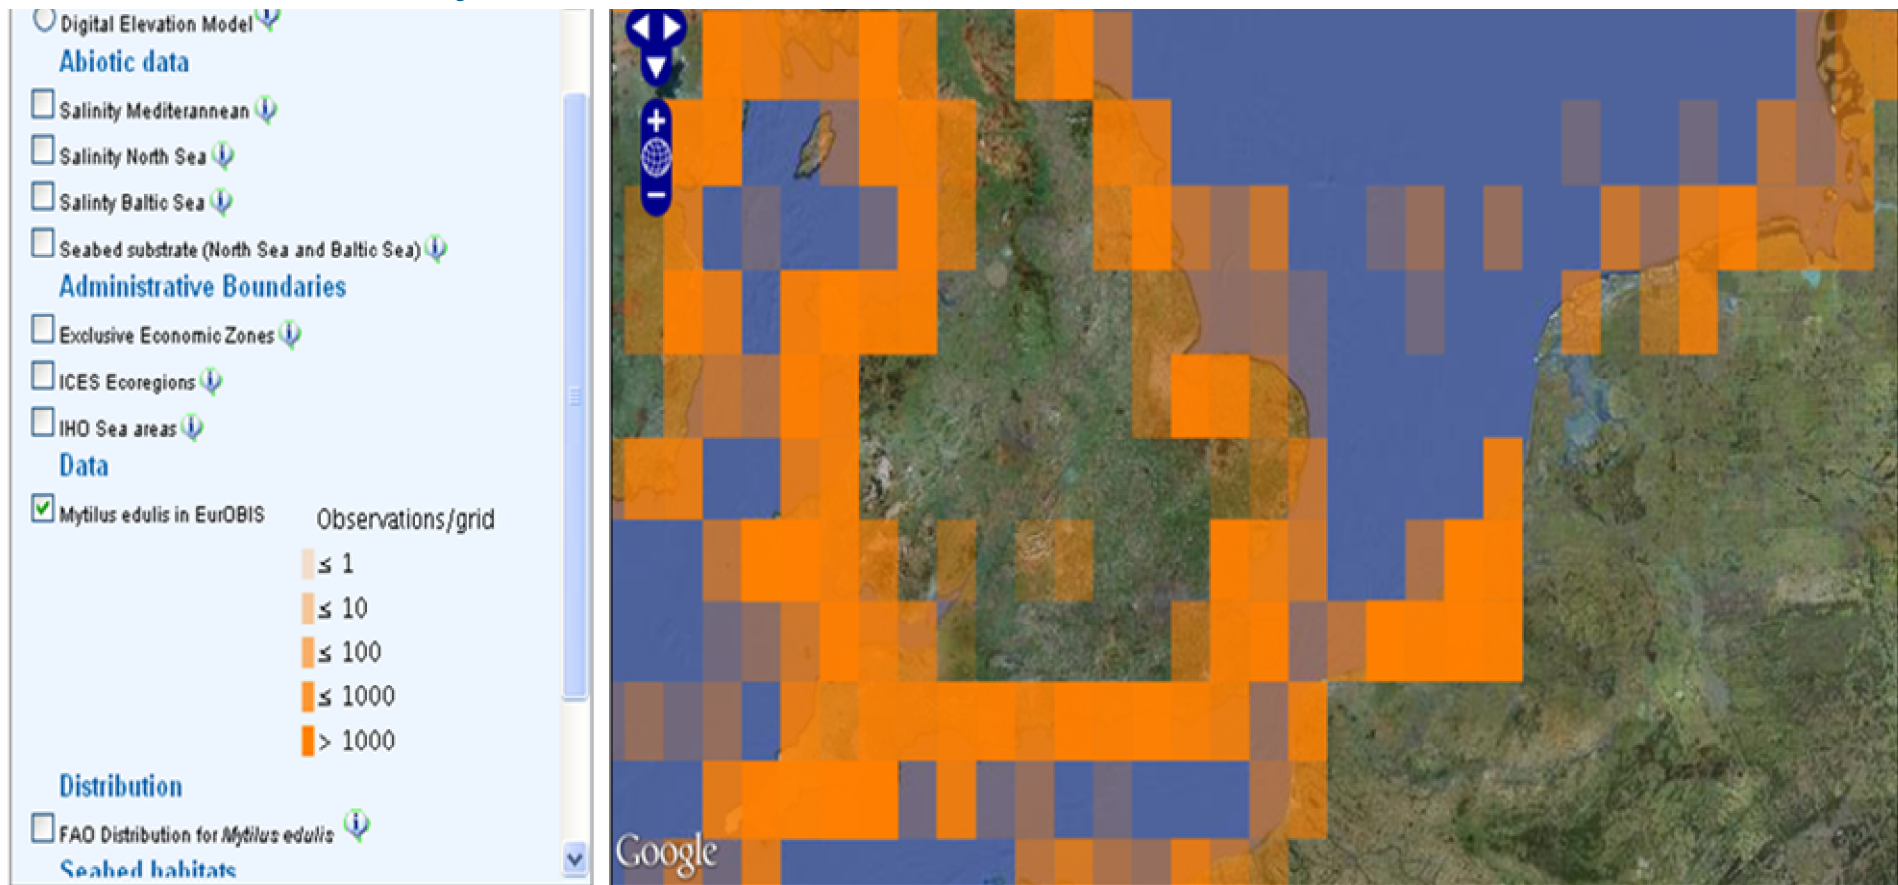 Digital Elevation Model
Abiotic data
Salinity Mediterannean
Salinity North Sea
Salinty Baltic Sea
Seabed substrate (North Sea and Baltic Sea)
Administrative Boundaries
Exclusive Economic Zones
ICES Ecoregions
IHO Sea areas
Data
Mytilus edulis in EurOBIS
Observations/grid
≤ 1
≤ 10
≤ 100
≤ 1000
> 1000
Distribution
FAO Distribution for Mytilus edulis
Seabed habitats
Google